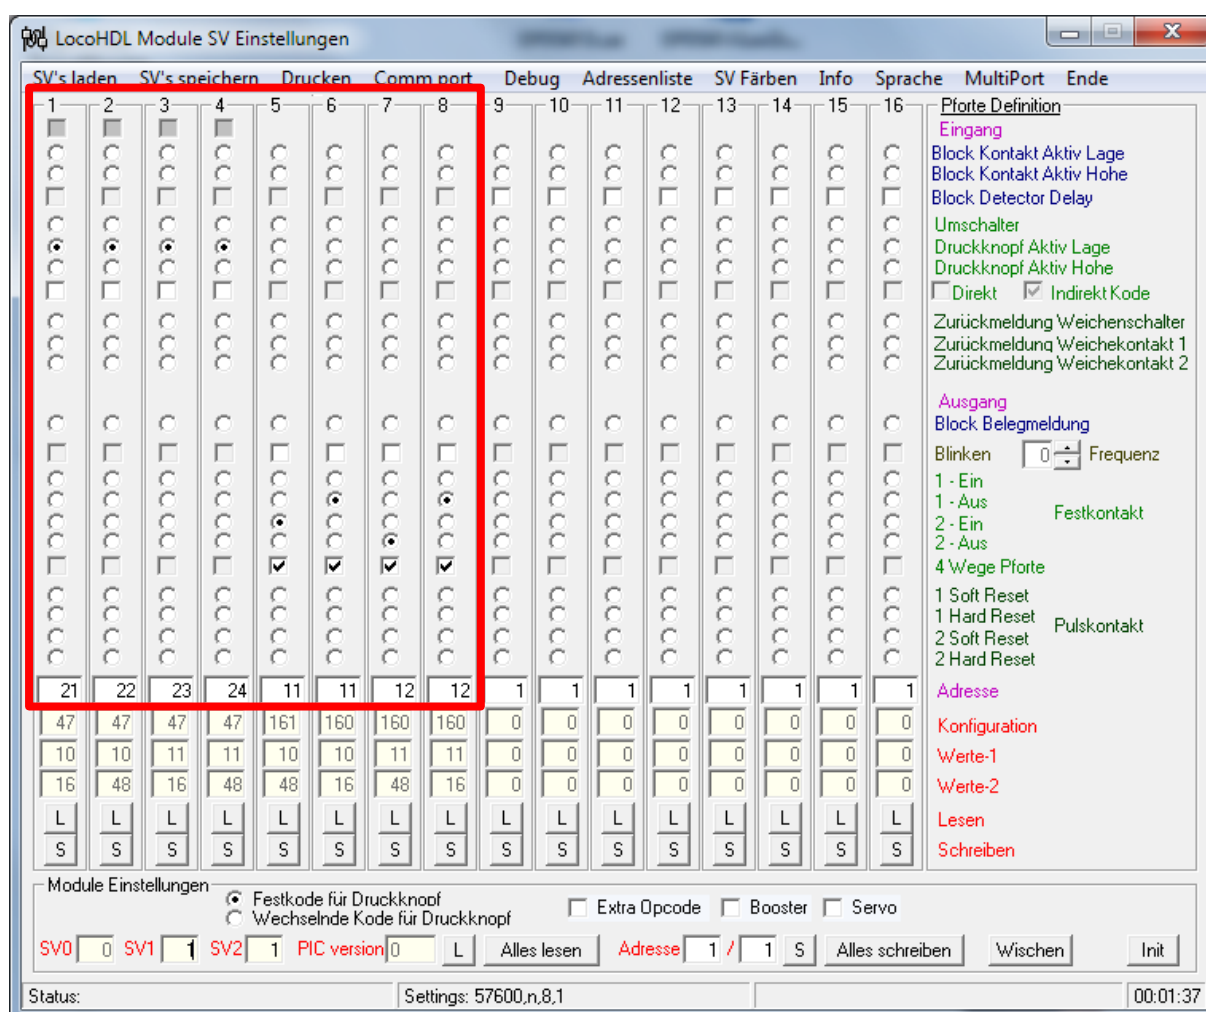 LocoHDL Module SV Einstellungen
SV's laden SV's speichern Drucken Comm port Debug Adressenliste SV Färben Info Sprache MultiPort Ende
1 2 3 4 5 6 7 8 9 10 11 12 13 14 15 16 Pforte Definition
Eingang
Block Kontakt Aktiv Lage
Block Kontakt Aktiv Hohe
Block Detector Delay
Umschalter
Druckknopf Aktiv Lage
Druckknopf Aktiv Hohe
Direkt Indirekt Kode
Zurückmeldung Weichenschalter
Zurückmeldung Weichekontakt 1
Zurückmeldung Weichekontakt 2
Ausgang
Block Belegmeldung
Blinken 0 Frequenz
1 - Ein
1 - Aus
Festkontakt
2 - Ein
2 - Aus
4 Wege Pforte
1 Soft Reset
1 Hard Reset
Pulskontakt
2 Soft Reset
2 Hard Reset
21 22 23 24 11 11 12 12 1 1 1 1 1 1 1 1 Adresse
47 47 47 47 161 160 160 160 0 0 0 0 0 0 0 0 Konfiguration
10 10 11 11 10 10 11 11 0 0 0 0 0 0 0 0 Werte-1
16 48 16 48 48 16 48 16 0 0 0 0 0 0 0 0 Werte-2
L L L L L L L L L L L L L L L L Lesen
S S S S S S S S S S S S S S S S Schreiben
Module Einstellungen
Festkode für Druckknopf
Wechselnde Kode für Druckknopf
Extra Opcode Booster Servo
SV0 0 SV1 1 SV2 1 PIC version 0 L Alles lesen Adresse 1 / 1 S Alles schreiben Wischen Init
Status: Settings: 57600,n,8,1 00:01:37